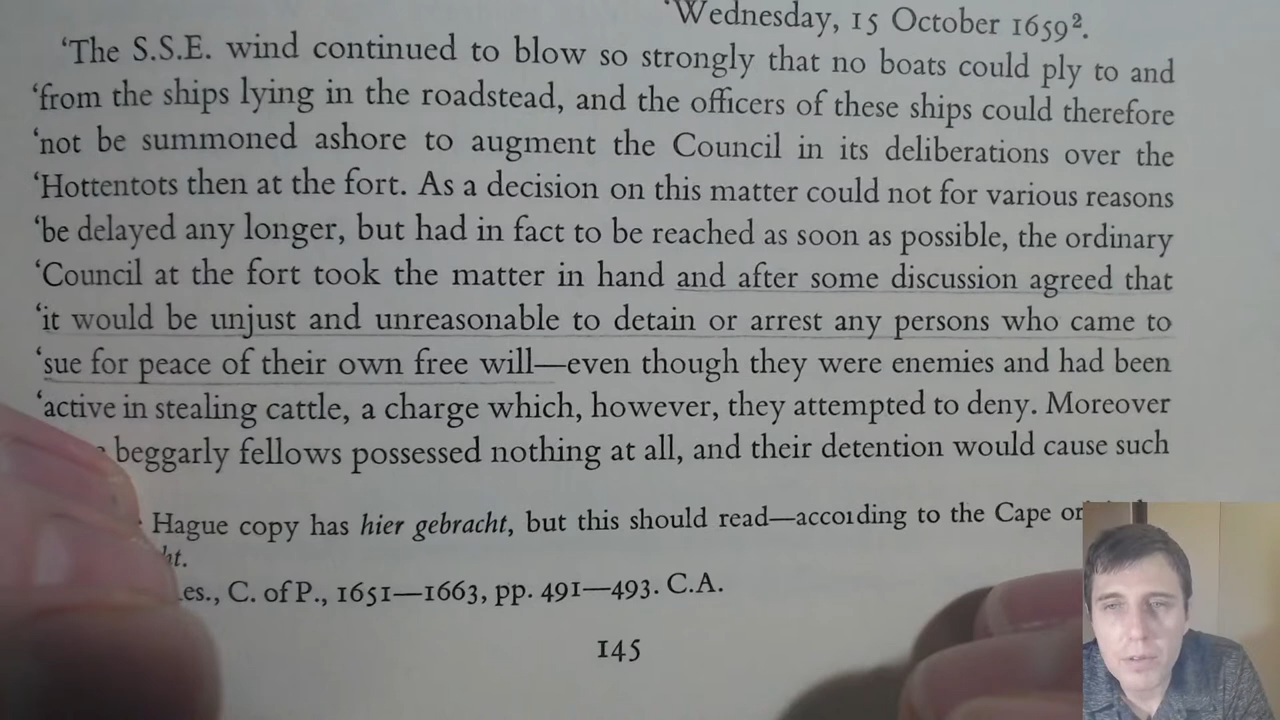 'Wednesday, 15 October 1659².
'The S.S.E. wind continued to blow so strongly that no boats could ply to and
'from the ships lying in the roadstead, and the officers of these ships could therefore
'not be summoned ashore to augment the Council in its deliberations over the
'Hottentots then at the fort. As a decision on this matter could not for various reasons
'be delayed any longer, but had in fact to be reached as soon as possible, the ordinary
'Council at the fort took the matter in hand and after some discussion agreed that
'it would be unjust and unreasonable to detain or arrest any persons who came to
'sue for peace of their own free will—even though they were enemies and had been
'active in stealing cattle, a charge which, however, they attempted to deny. Moreover
beggarly fellows possessed nothing at all, and their detention would cause such
Hague copy has hier gebracht, but this should read—according to the Cape
C. of P., 1651—1663, pp. 491—493. C.A.
145